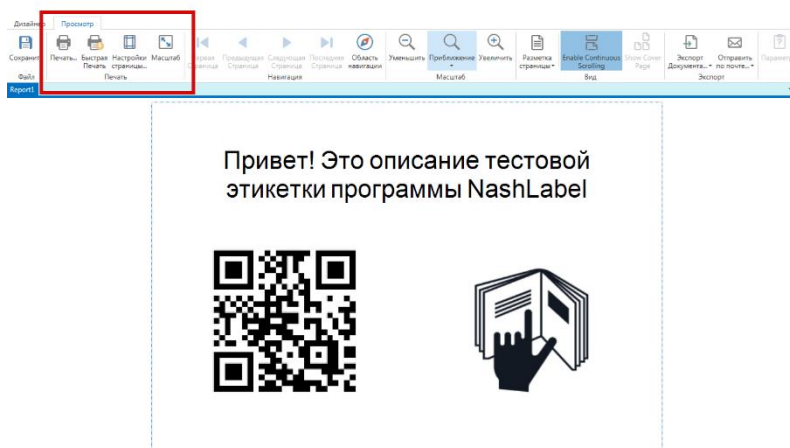 Дизайнер Просмотр
Сохранить Печать... Быстрая Печать Настройки страницы... Масштаб Первая Страница Предыдущая Страница Следующая Страница Последняя Страница Область навигации Уменьшить Приближение Увеличить Разметка страницы Enable Continuous Scrolling Show Cover Page Экспорт Документа... Отправить по почте...
Файл Печать Навигация Масштаб Вид Экспорт
Report1
Привет! Это описание тестовой
этикетки программы NashLabel